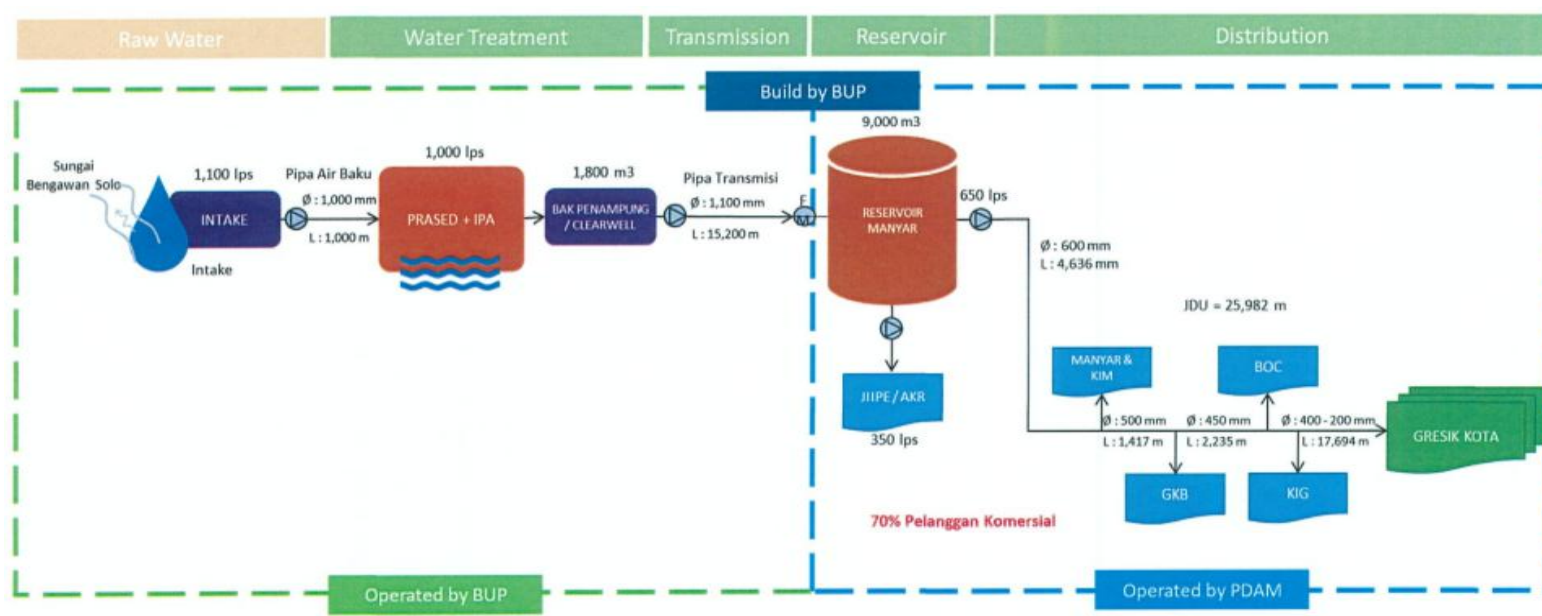 Raw Water
Water Treatment
Transmission
Reservoir
Distribution
Build by BUP
Sungai
Bengawan Solo
1,100 lps
INTAKE
Intake
Pipa Air Baku
Ø : 1,000 mm
L : 1,000 m
1,000 lps
PRASED + IPA
1,800 m3
BAK PENAMPUNG
/ CLEARWELL
Pipa Transmisi
Ø : 1,100 mm
L : 15,200 m
F
M
9,000 m3
RESERVOIR
MANYAR
650 lps
JIIPE / AKR
350 lps
Ø : 600 mm
L : 4,636 mm
JDU = 25,982 m
MANYAR &
KIM
BOC
Ø : 500 mm
L : 1,417 m
Ø : 450 mm
L : 2,235 m
Ø : 400 - 200 mm
L : 17,694 m
GRESIK KOTA
GKB
KIG
70% Pelanggan Komersial
Operated by BUP
Operated by PDAM